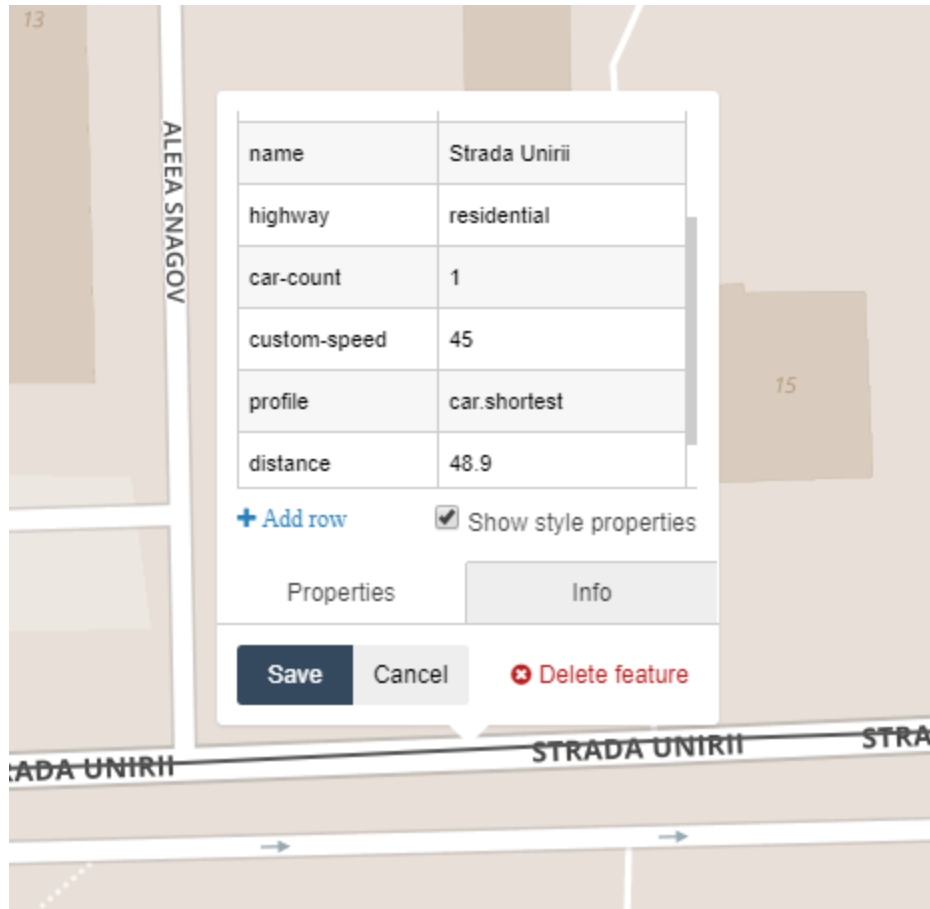 13
ALEEA SNAGOV
name Strada Unirii
highway residential
car-count 1
custom-speed 45
profile car.shortest
distance 48.9
Add row Show style properties
Properties Info
Save Cancel Delete feature
15
ADA UNIRII STRADA UNIRII STRA